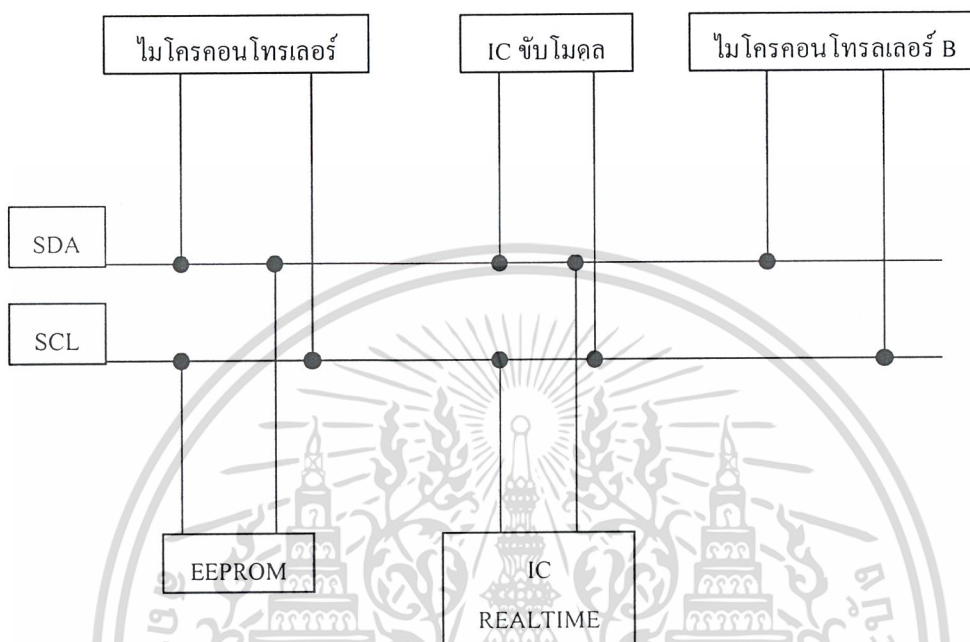 ไมโครคอนโทรเลอร์
IC ขับโมดูล
ไมโครคอนโทรลเลอร์ B
SDA
SCL
EEPROM
IC
REALTIME